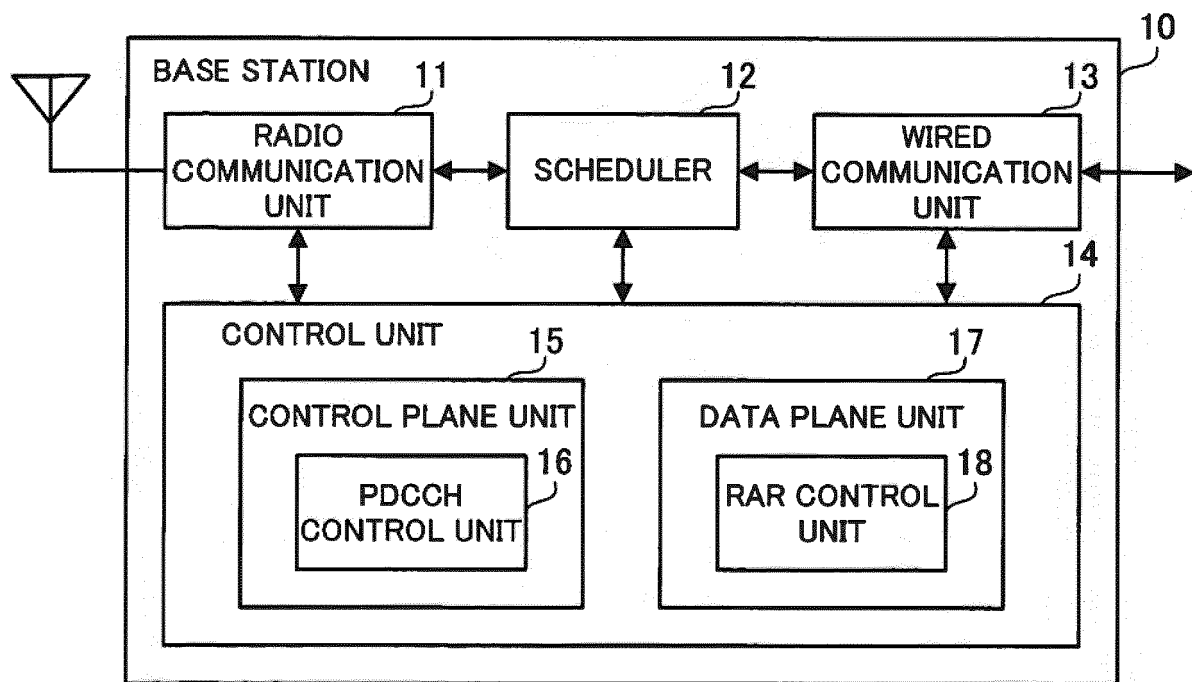 10
BASE STATION
11
12
13
RADIO
COMMUNICATION
UNIT
SCHEDULER
WIRED
COMMUNICATION
UNIT
14
CONTROL UNIT
15
17
CONTROL PLANE UNIT
DATA PLANE UNIT
16
18
PDCCH
CONTROL UNIT
RAR CONTROL
UNIT